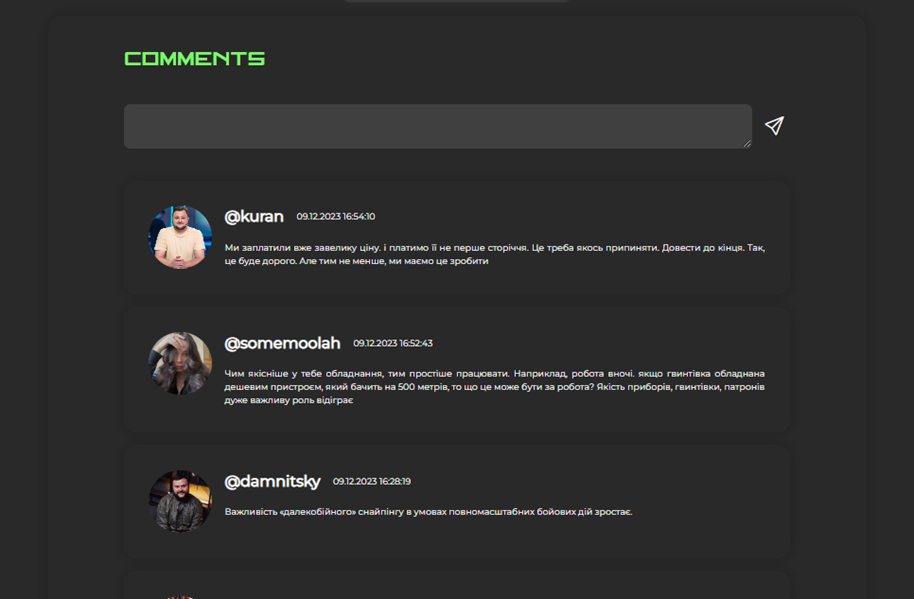 COMMENTS
@kuran 09.12.2023 16:54:10
Ми заплатили вже завелику ціну. і платимо її не перше сторіччя. Це треба якось припиняти. Довести до кінця. Так,
це буде дорого. Але тим не менше, ми маємо це зробити
@somemoolah 09.12.2023 16:52:43
Чим якісніше у тебе обладнання, тим простіше працювати. Наприклад, робота вночі. якщо гвинтівка обладнана
дешевим пристроєм, який бачить на 500 метрів, то що це може бути за робота? Якість приборів, гвинтівки, патронів
дуже важливу роль відіграє
@damnitsky 09.12.2023 16:28:19
Важливість «далекобійного» снайпінгу в умовах повномасштабних бойових дій зростає.